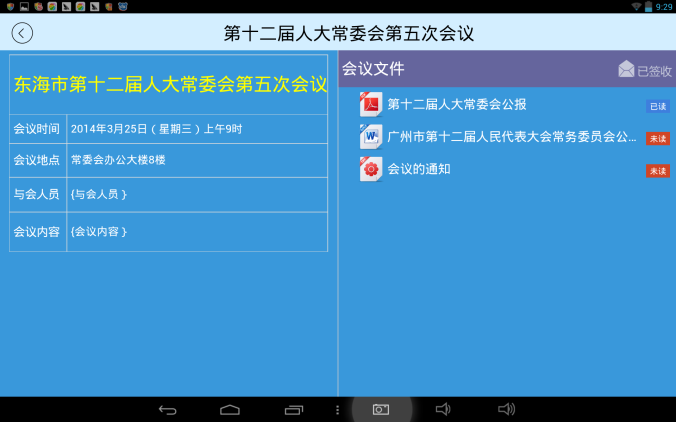 9:29
第十二届人大常委会第五次会议
东海市第十二届人大常委会第五次会议
会议时间 2014年3月25日(星期三)上午9时
会议地点 常委会办公大楼8楼
与会人员 {与会人员}
会议内容 {会议内容}
会议文件 已签收
第十二届人大常委会公报 已读
广州市第十二届人民代表大会常务委员会公... 未读
会议的通知 未读